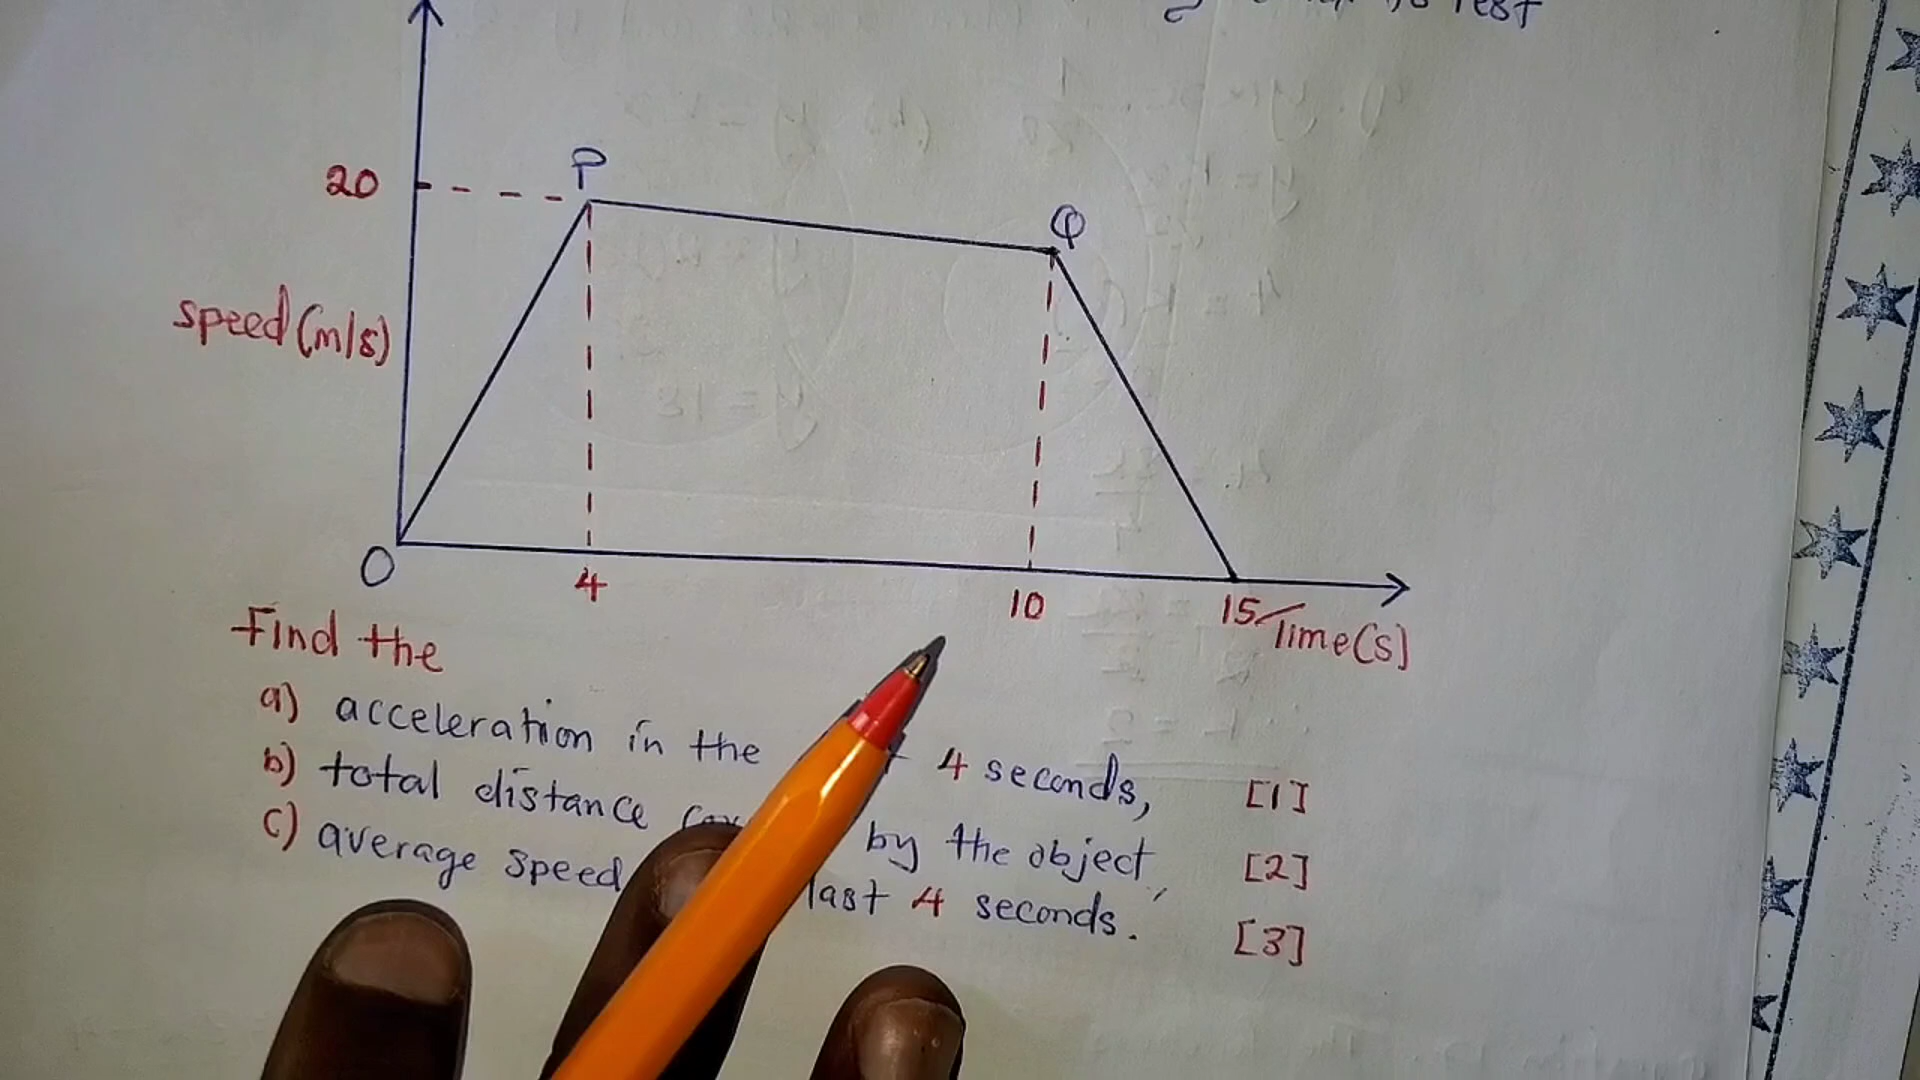 rest
20
P
Q
speed (m/s)
O
4
10
15
Time (s)
Find the
a) acceleration in the 4 seconds, [1]
b) total distance by the object, [2]
c) average speed last 4 seconds. [3]